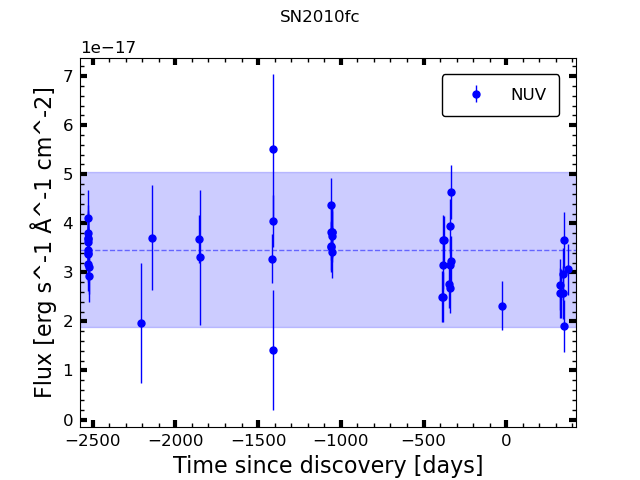 SN2010fc
1e−17
NUV
7
6
5
4
3
2
1
0
Flux [erg s^-1 Å^-1 cm^-2]
−2500 −2000 −1500 −1000 −500 0
Time since discovery [days]